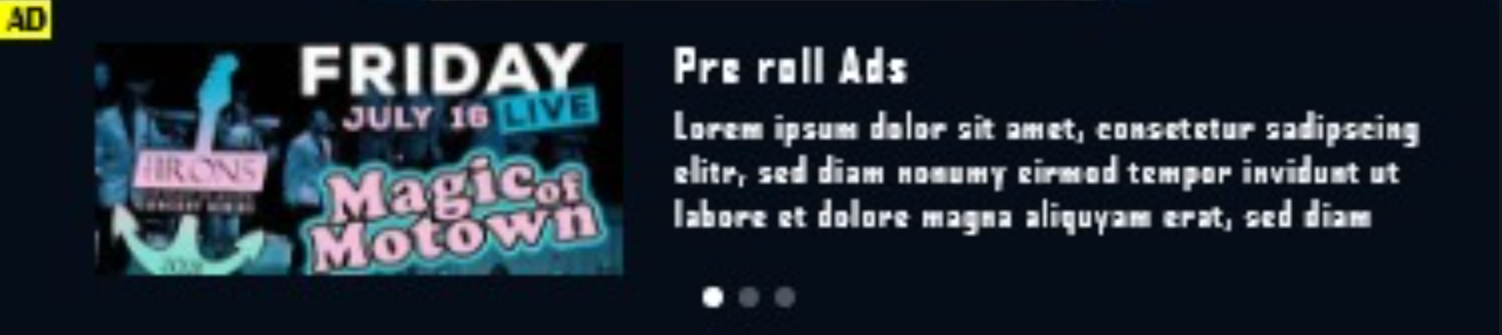 AD
FRIDAY
JULY 16 LIVE
Magic of
Motown
Pre roll Ads
Lorem ipsum dolor sit amet, consetetur sadipscing
elitr, sed diam nonumy eirmod tempor invidunt ut
labore et dolore magna aliquyam erat, sed diam